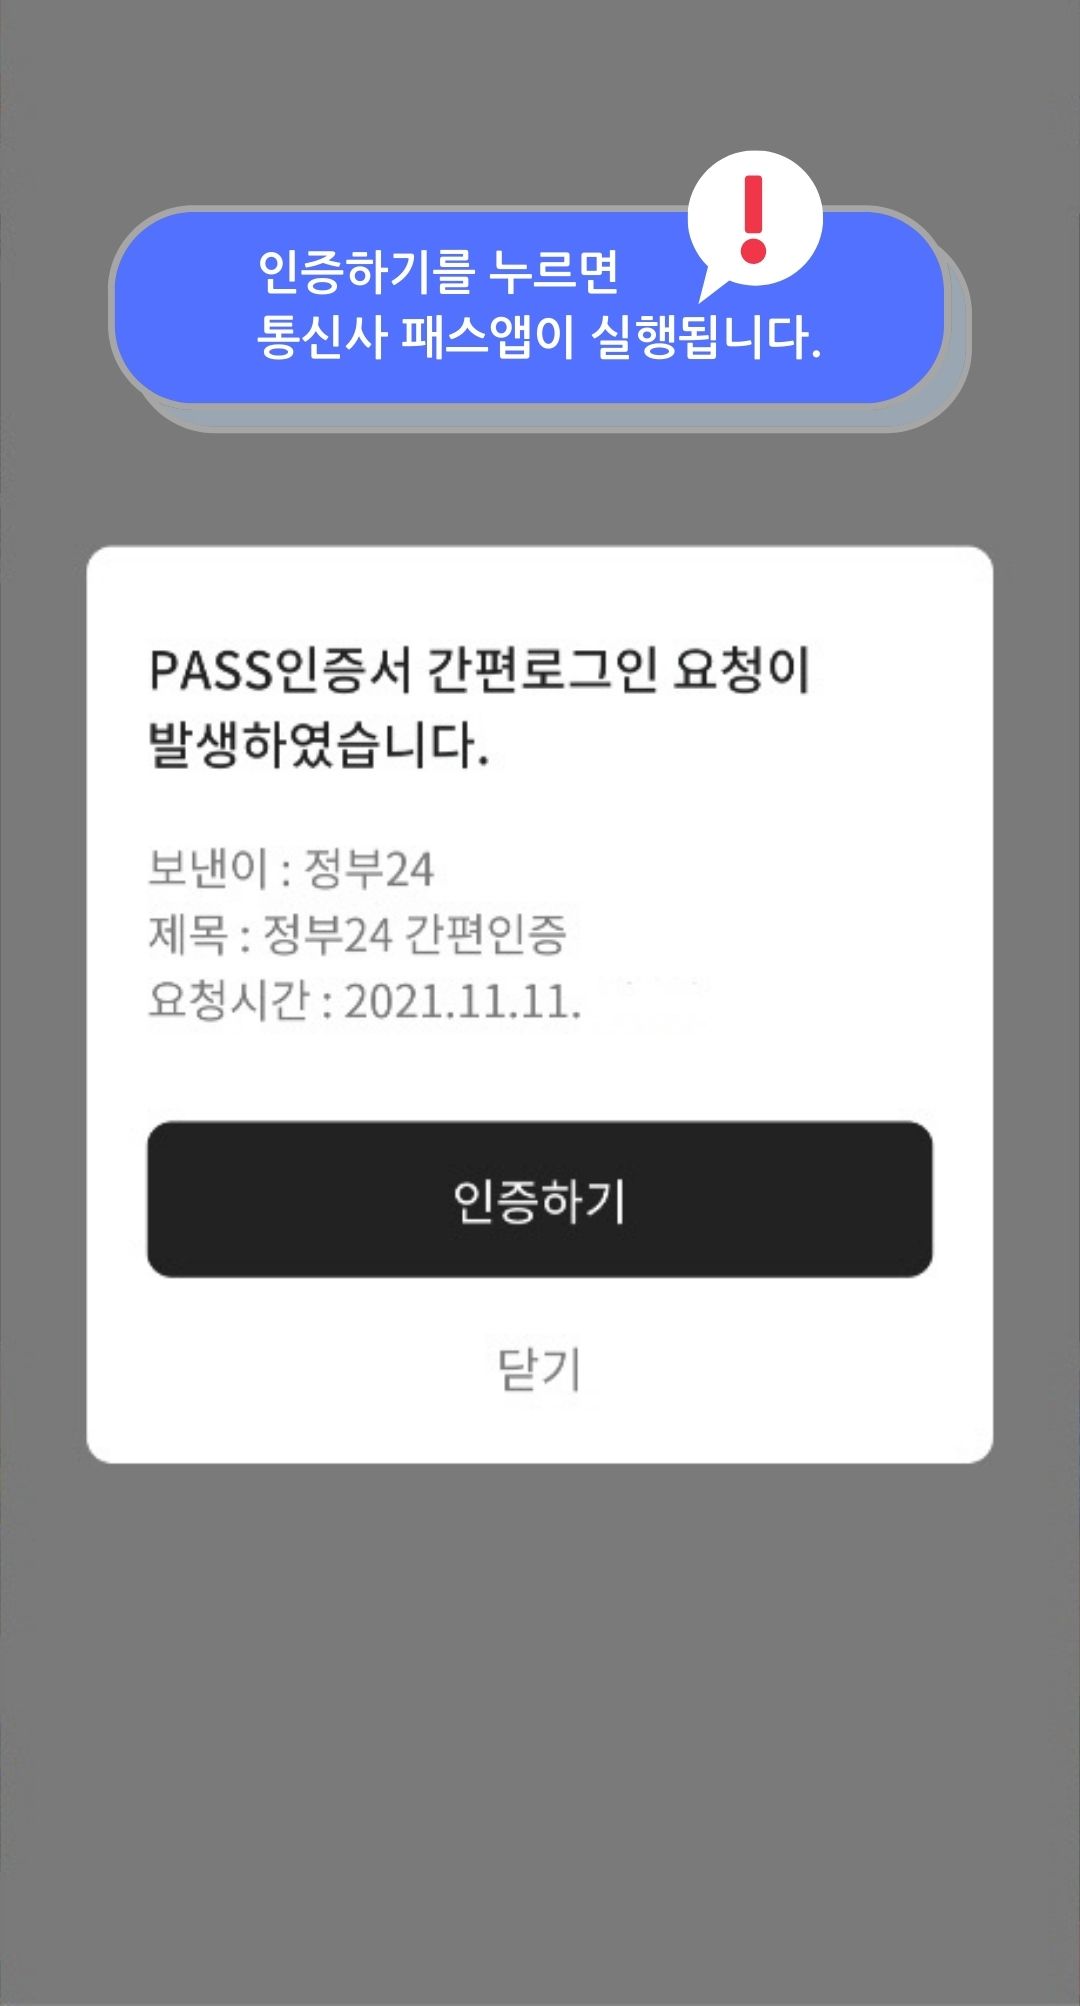 인증하기를 누르면
통신사 패스앱이 실행됩니다.
PASS인증서 간편로그인 요청이
발생하였습니다.
보낸이 : 정부24
제목 : 정부24 간편인증
요청시간 : 2021.11.11.
인증하기
닫기